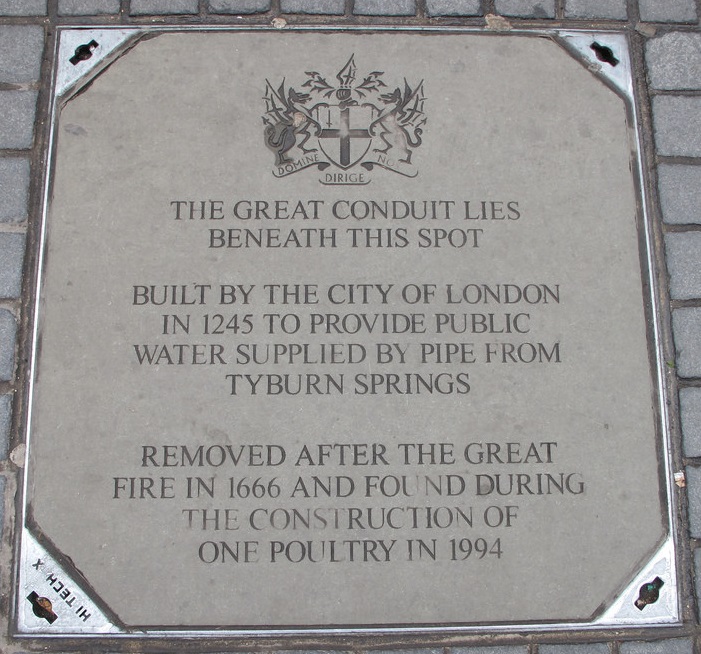 DOMINE NOS
DIRIGE
THE GREAT CONDUIT LIES
BENEATH THIS SPOT
BUILT BY THE CITY OF LONDON
IN 1245 TO PROVIDE PUBLIC
WATER SUPPLIED BY PIPE FROM
TYBURN SPRINGS
REMOVED AFTER THE GREAT
FIRE IN 1666 AND FOUND DURING
THE CONSTRUCTION OF
ONE POULTRY IN 1994
HI TECH X